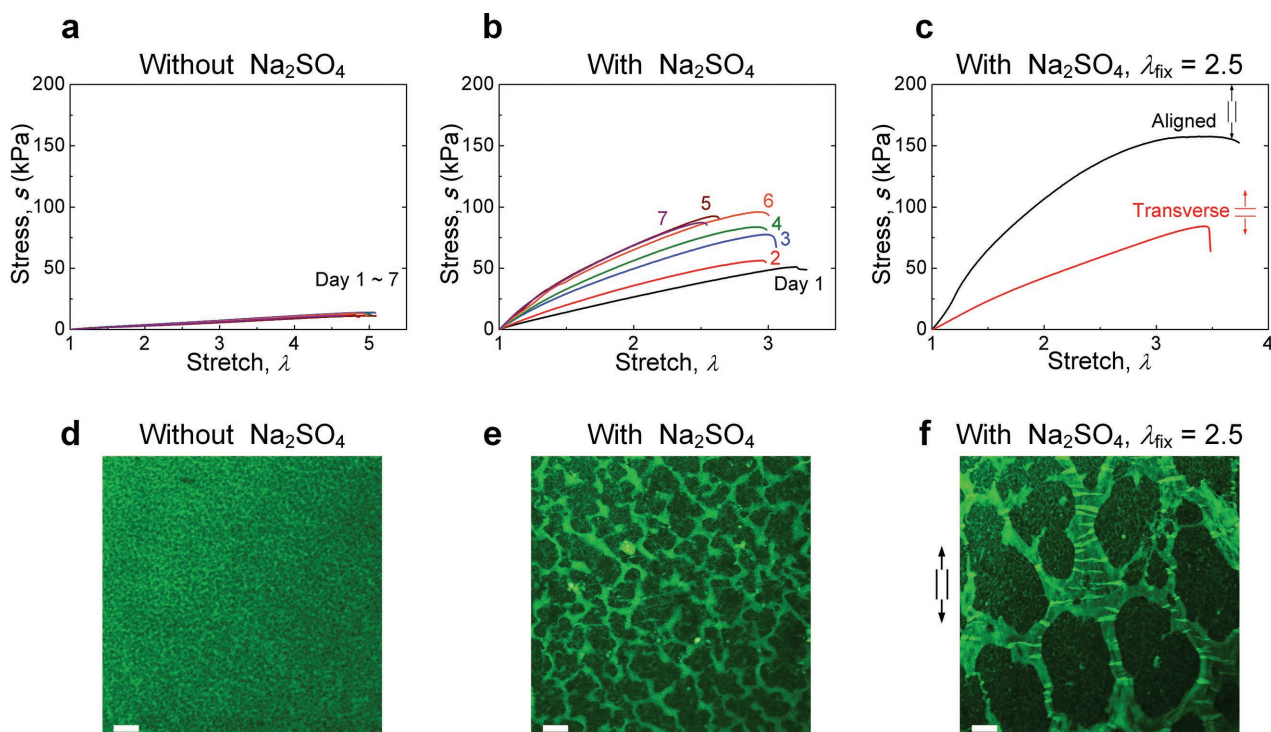 a
Without Na₂SO₄
200
150
100
50
0
Stress, s (kPa)
Day 1 ~ 7
1 2 3 4 5
Stretch, λ
b
With Na₂SO₄
200
150
100
50
0
Stress, s (kPa)
5
6
7
4
3
2
Day 1
1 2 3
Stretch, λ
c
With Na₂SO₄, λfix = 2.5
200
150
100
50
0
Stress, s (kPa)
Aligned
Transverse
1 2 3 4
Stretch, λ
d
Without Na₂SO₄
e
With Na₂SO₄
f
With Na₂SO₄, λfix = 2.5